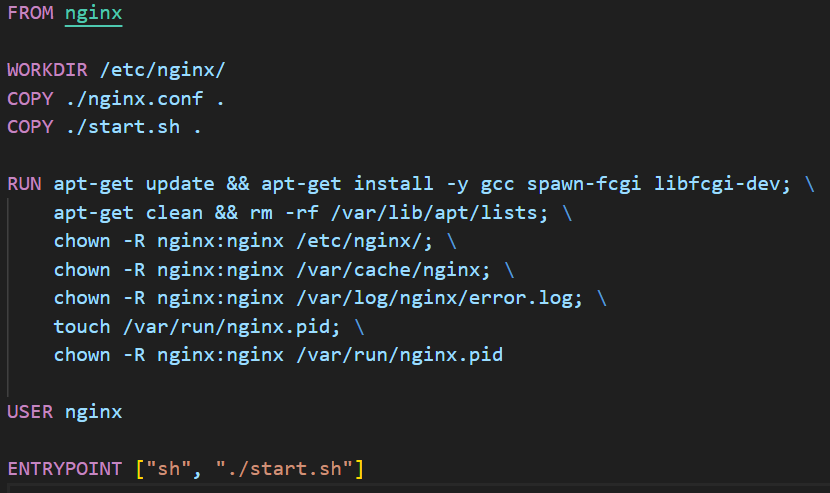 FROM nginx
WORKDIR /etc/nginx/
COPY ./nginx.conf .
COPY ./start.sh .
RUN apt-get update && apt-get install -y gcc spawn-fcgi libfcgi-dev; \
apt-get clean && rm -rf /var/lib/apt/lists; \
chown -R nginx:nginx /etc/nginx/; \
chown -R nginx:nginx /var/cache/nginx; \
chown -R nginx:nginx /var/log/nginx/error.log; \
touch /var/run/nginx.pid; \
chown -R nginx:nginx /var/run/nginx.pid
USER nginx
ENTRYPOINT ["sh", "./start.sh"]